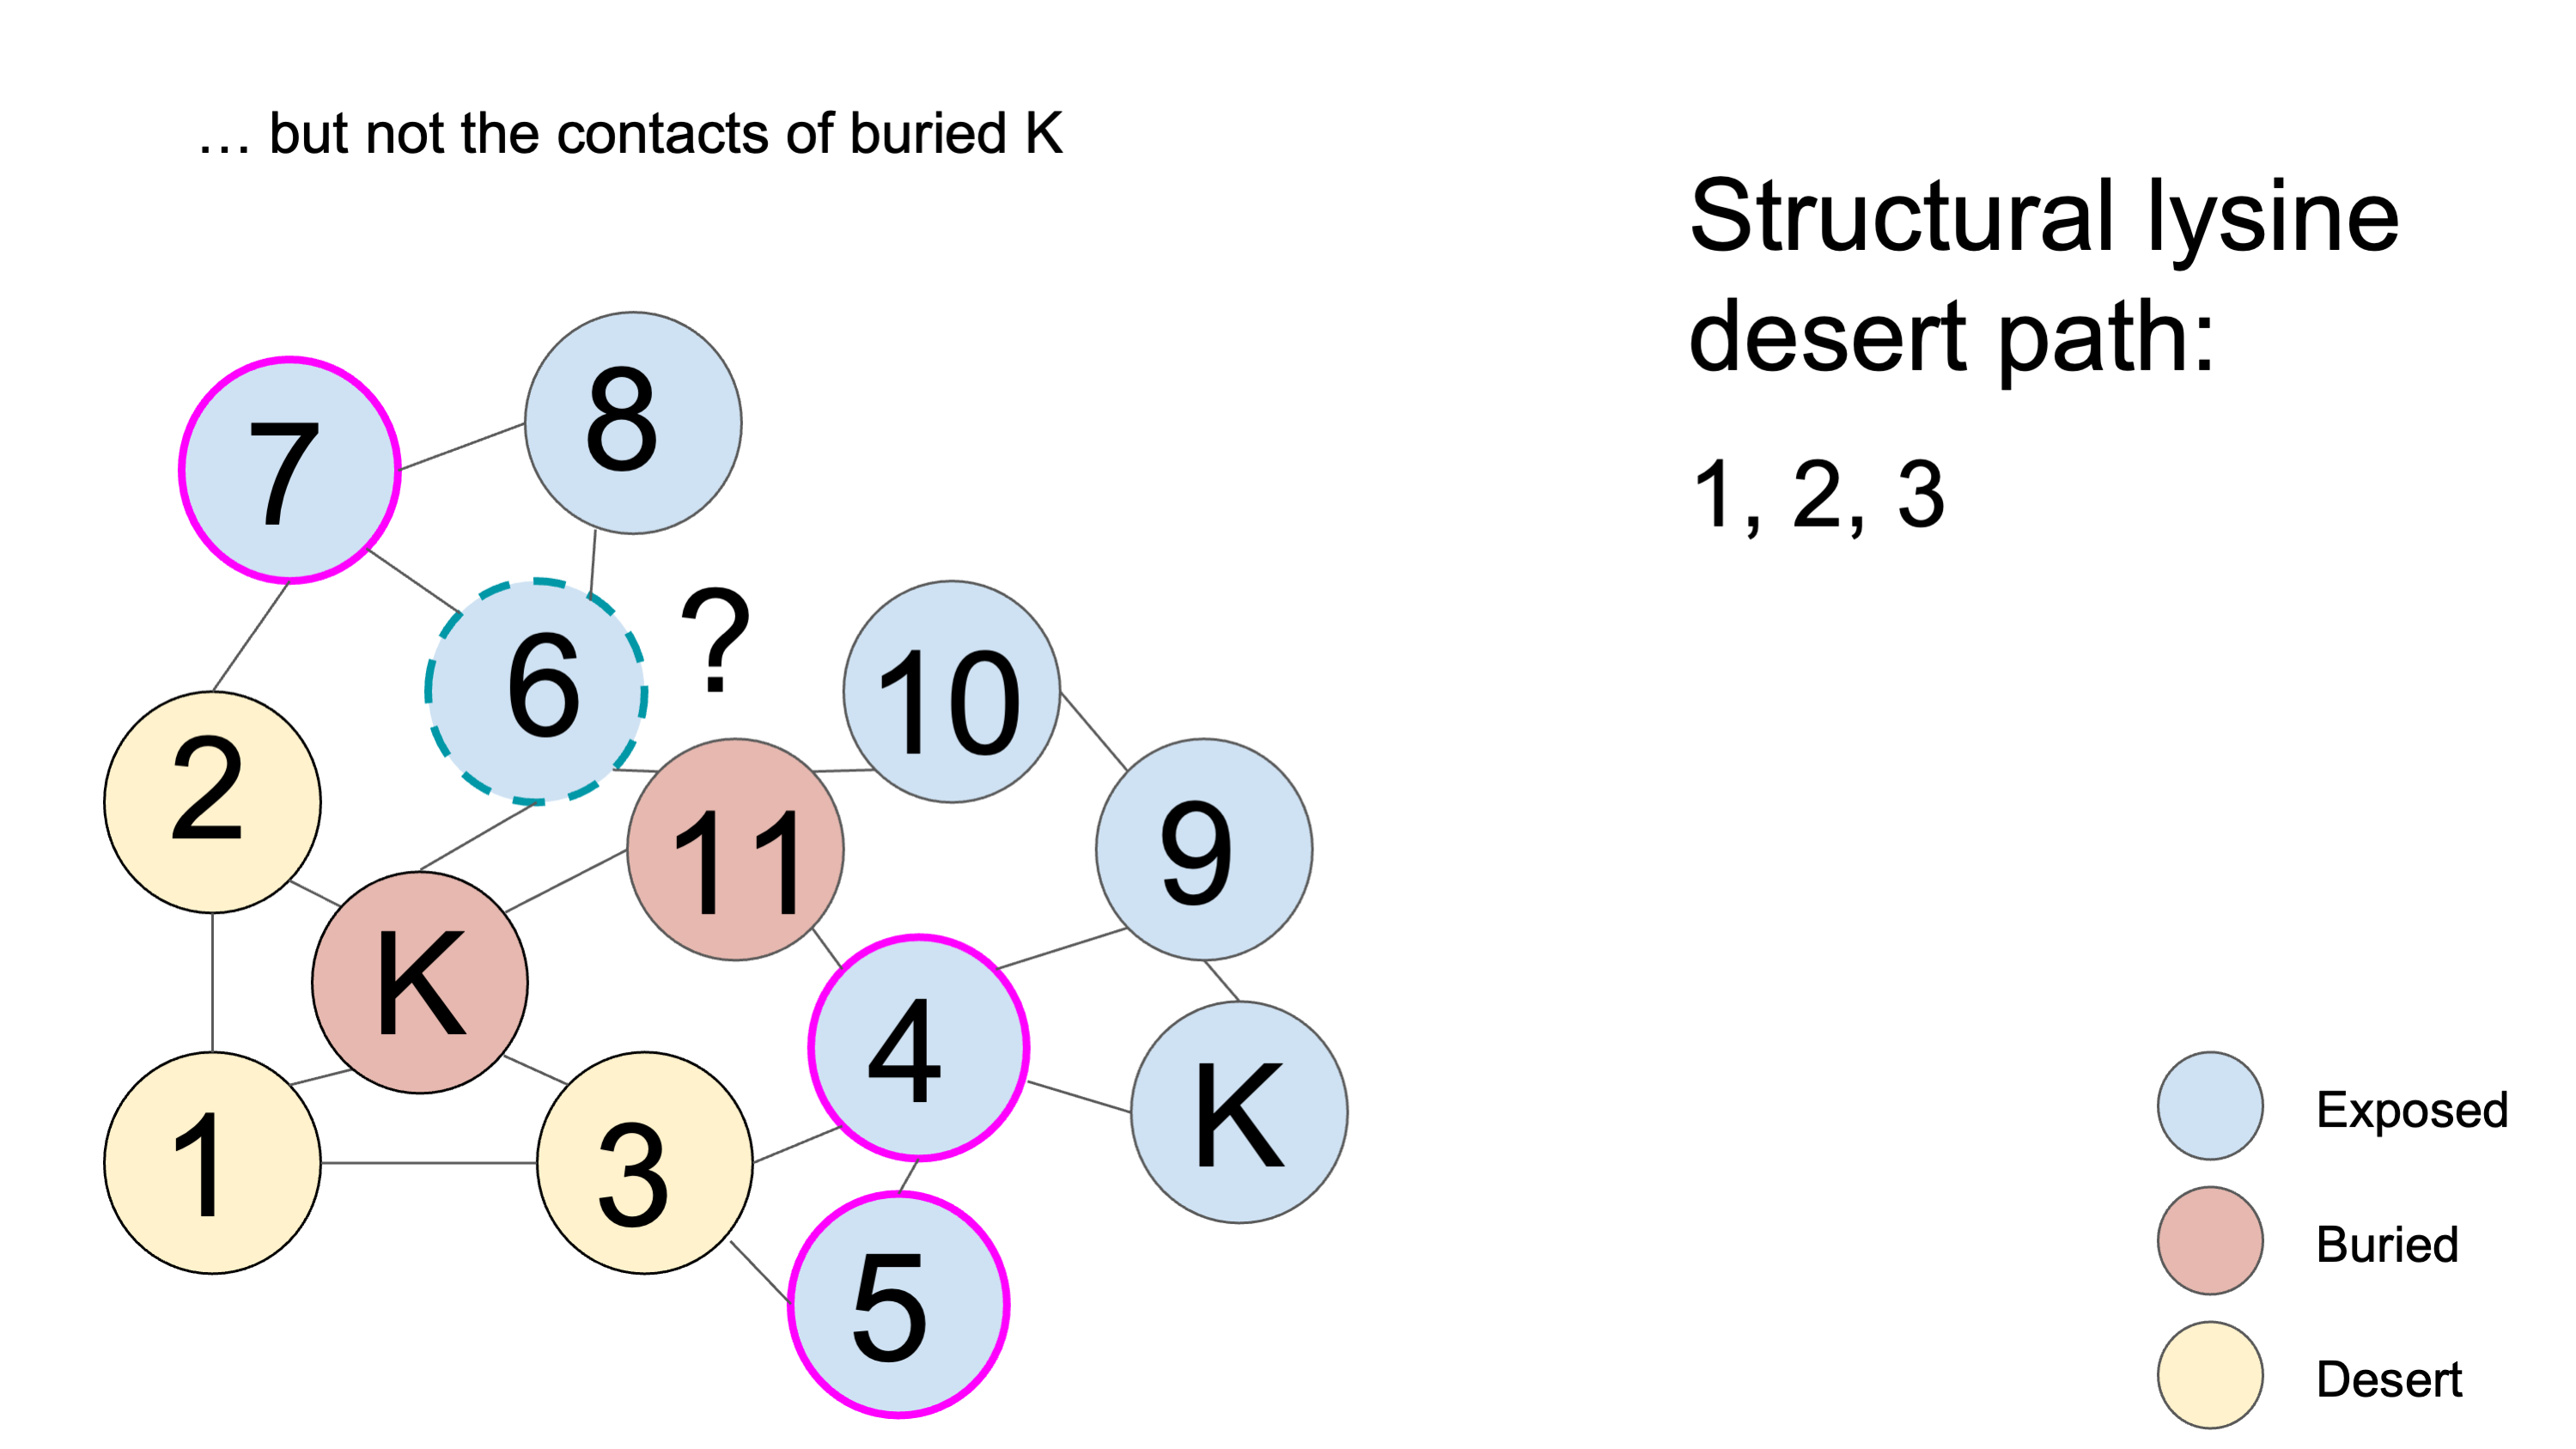 … but not the contacts of buried K
Structural lysine
desert path:
1, 2, 3
7
8
6
?
10
2
11
9
K
4
K
1
3
5
Exposed
Buried
Desert